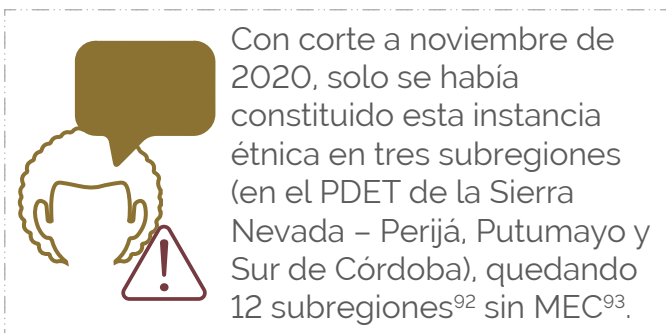 Con corte a noviembre de
2020, solo se había
constituido esta instancia
étnica en tres subregiones
(en el PDET de la Sierra
Nevada – Perijá, Putumayo y
Sur de Córdoba), quedando
12 subregiones⁹² sin MEC⁹³.